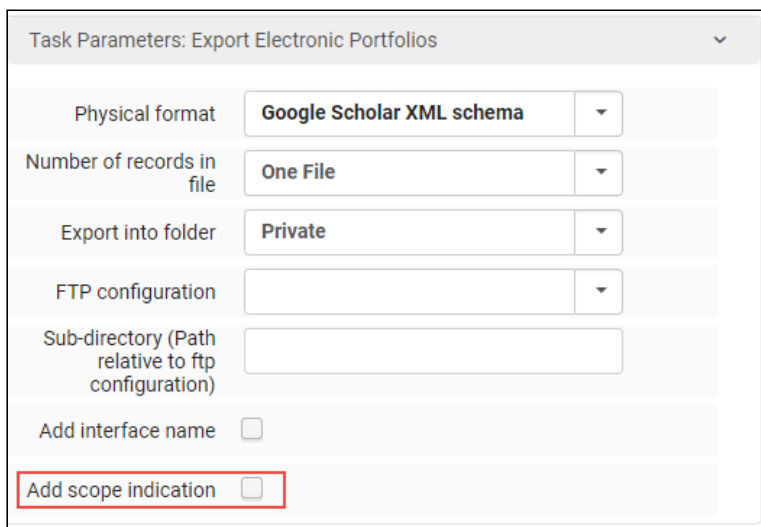 Task Parameters: Export Electronic Portfolios
Physical format Google Scholar XML schema
Number of records in
file One File
Export into folder Private
FTP configuration
Sub-directory (Path
relative to ftp
configuration)
Add interface name
Add scope indication